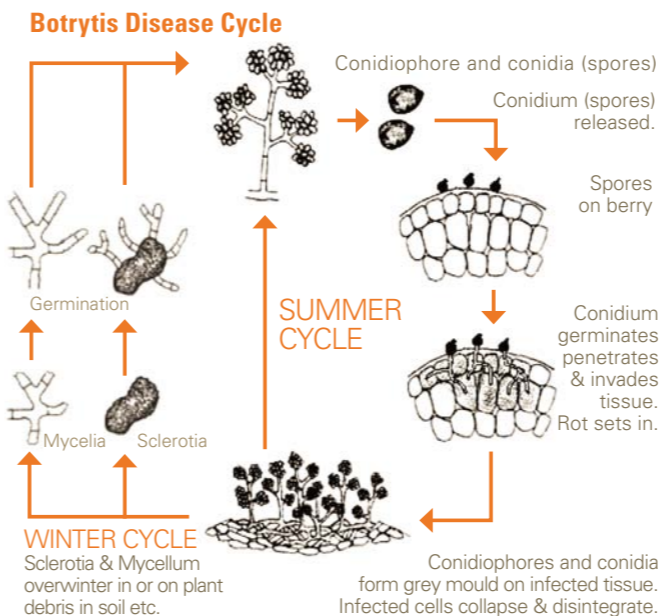 Botrytis Disease Cycle
Conidiophore and conidia (spores)
Conidium (spores)
released.
Spores
on berry
Germination
SUMMER
CYCLE
Conidium
germinates
penetrates
& invades
tissue.
Rot sets in.
Mycelia
Sclerotia
WINTER CYCLE
Sclerotia & Mycellum
overwinter in or on plant
debris in soil etc.
Conidiophores and conidia
form grey mould on infected tissue.
Infected cells collapse & disintegrate.